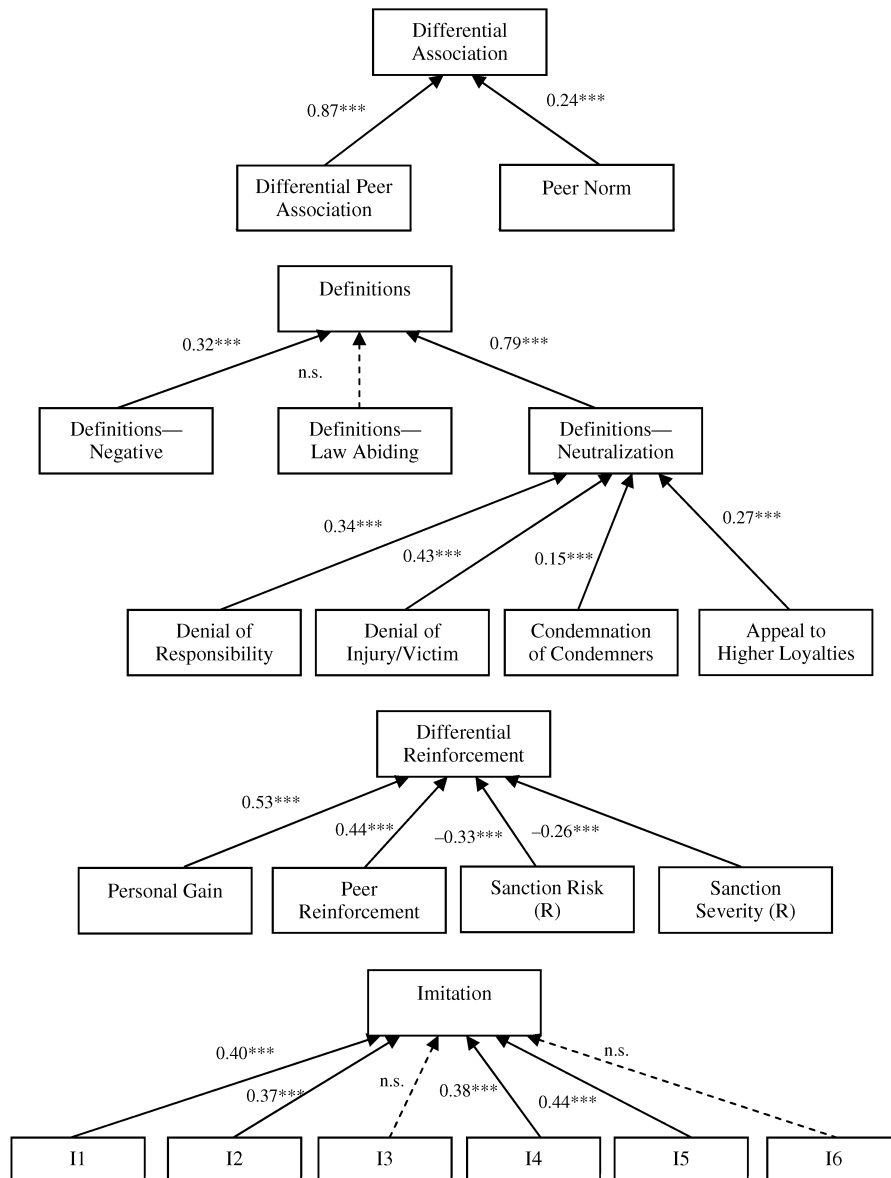 Differential
Association
0.87***
0.24***
Differential Peer
Association
Peer Norm
Definitions
0.32***
n.s.
0.79***
Definitions—
Negative
Definitions—
Law Abiding
Definitions—
Neutralization
0.34***
0.43***
0.15***
0.27***
Denial of
Responsibility
Denial of
Injury/Victim
Condemnation
of Condemners
Appeal to
Higher Loyalties
Differential
Reinforcement
0.53***
0.44***
–0.33***
–0.26***
Personal Gain
Peer
Reinforcement
Sanction Risk
(R)
Sanction
Severity (R)
Imitation
0.40***
0.37***
n.s.
0.38***
0.44***
n.s.
I1
I2
I3
I4
I5
I6